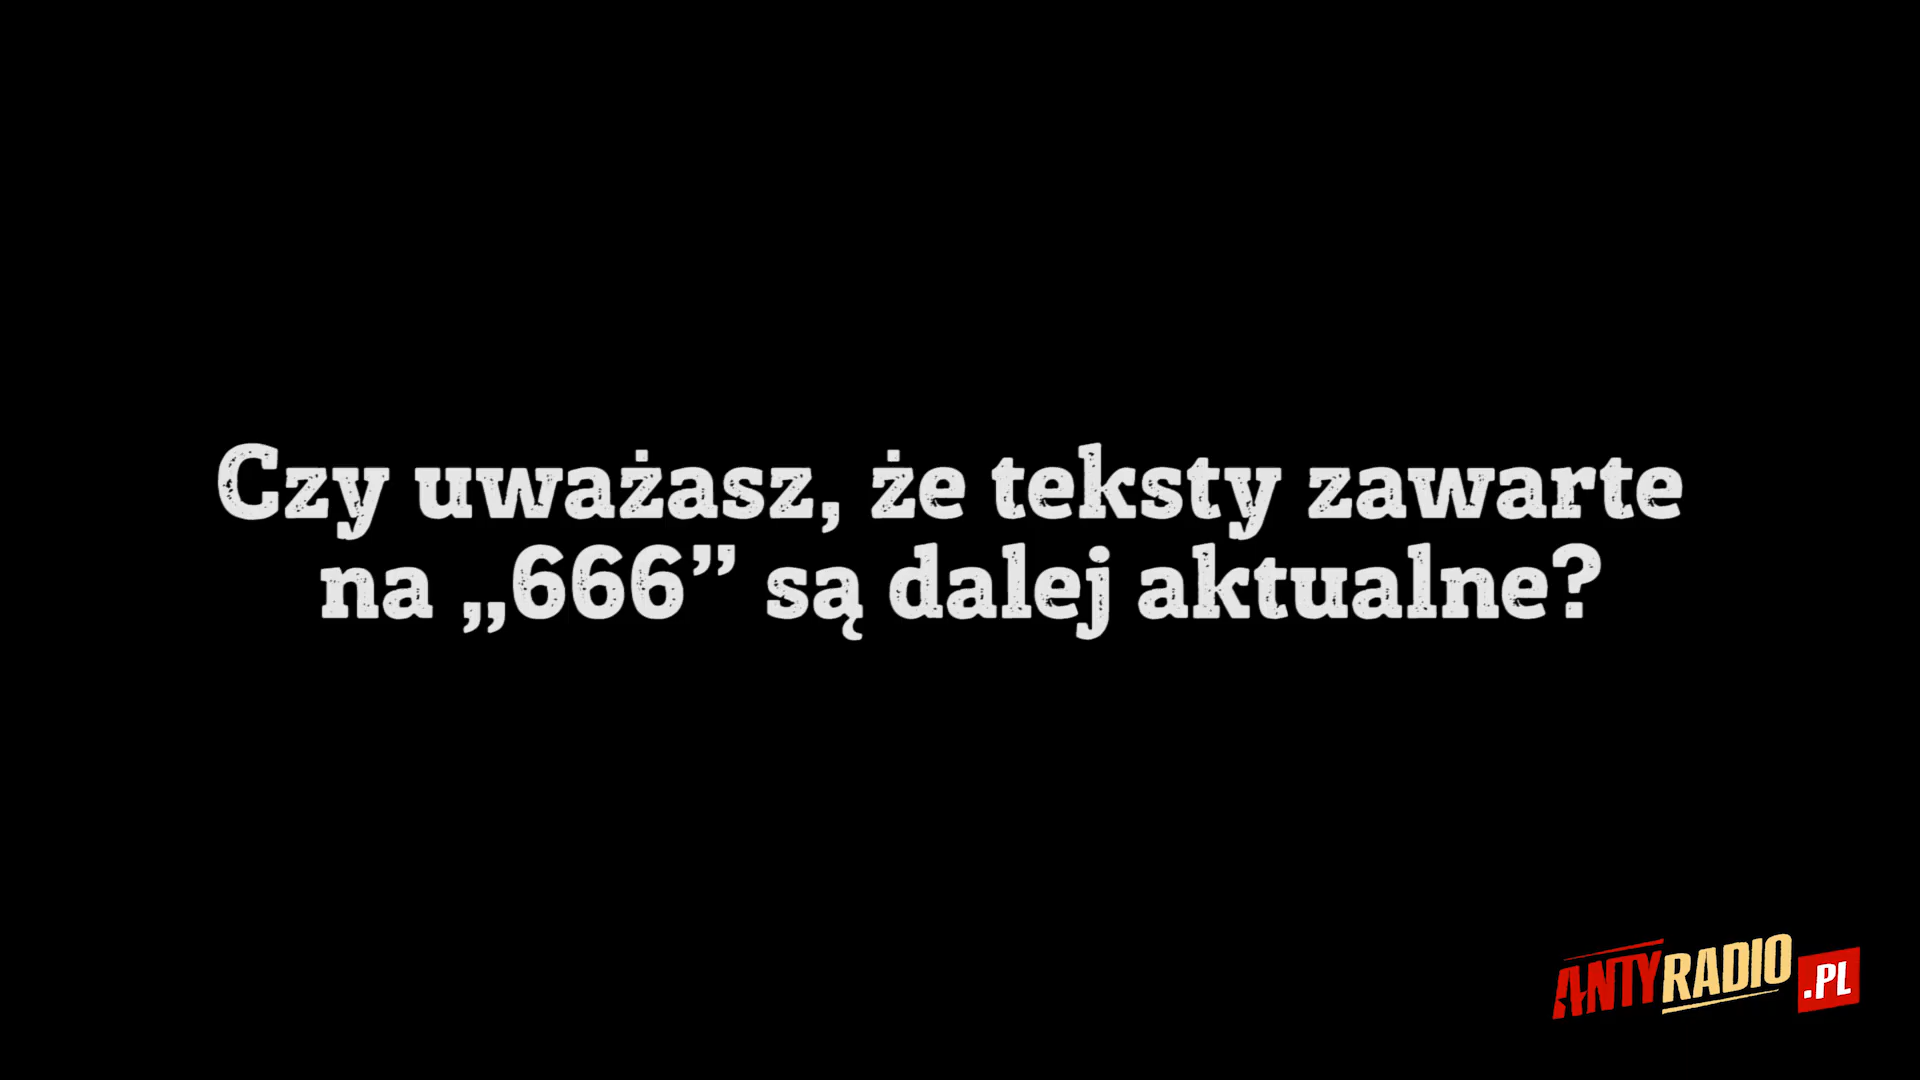 Czy uważasz, że teksty zawarte
na „666” są dalej aktualne?
ANTYRADIO.PL